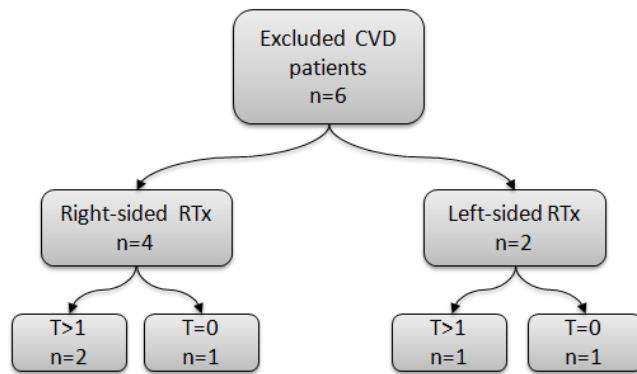 Excluded CVD
patients
n=6
Right-sided RTx
n=4
Left-sided RTx
n=2
T>1
n=2
T=0
n=1
T>1
n=1
T=0
n=1